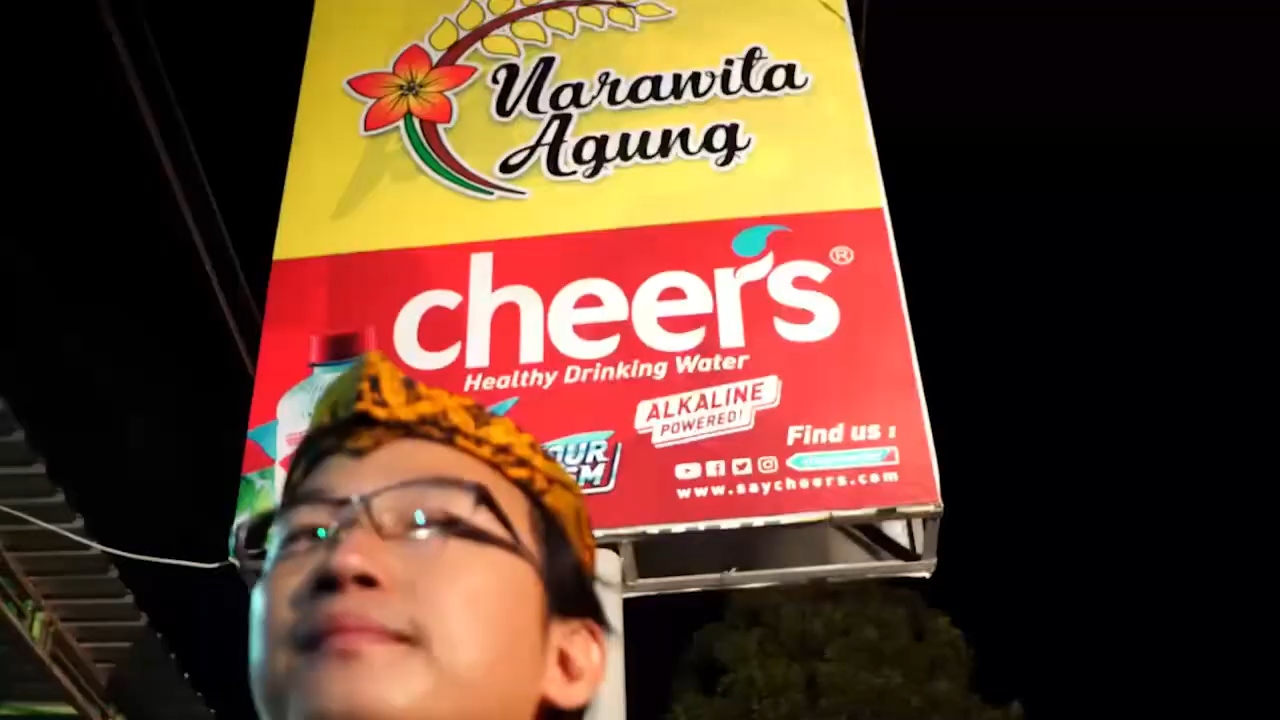 Narawita
Agung
cheers®
Healthy Drinking Water
ALKALINE
POWERED!
Find us :
www.saycheers.com